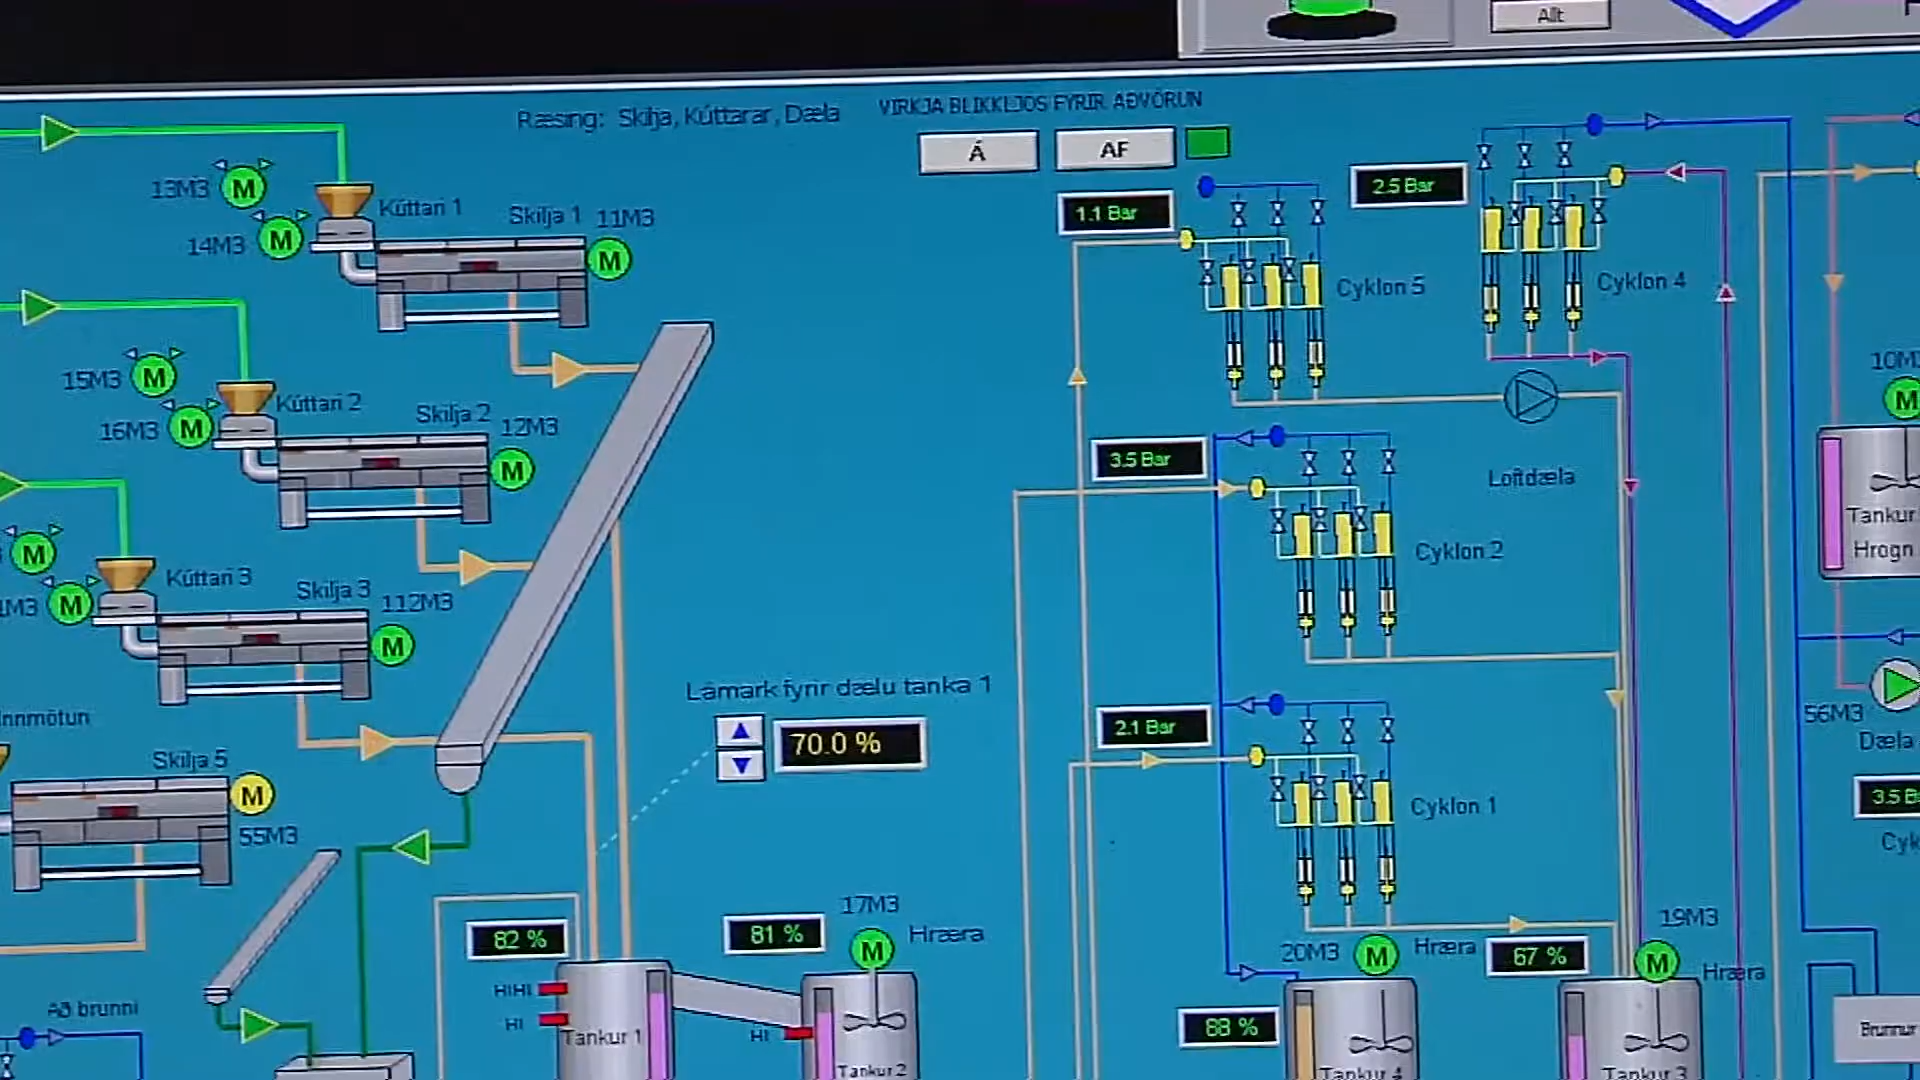 Allt
Ræsing: Skilja, Kúttarar, Dæla
VIRKJA BLIKKLJOS FYRIR AÐVÖRUN
Á
AF
13M3
14M3
Kúttari 1
Skilja 1
11M3
1.1 Bar
2.5 Bar
Cyklon 5
Cyklon 4
15M3
16M3
Kúttari 2
Skilja 2
12M3
3.5 Bar
Loftdæla
Cyklon 2
Tankur
Hrogn
Kúttari 3
Skilja 3
112M3
Lámark fyrir dælu tanka 1
70.0 %
2.1 Bar
Cyklon 1
56M3
Dæla
Skilja 5
55M3
82 %
81 %
17M3
Hræra
20M3
Hræra
67 %
19M3
Hræra
HIHI
HI
Tankur 1
HI
Tankur 2
88 %
Tankur 4
Tankur 3
Brunnur
Að brunni